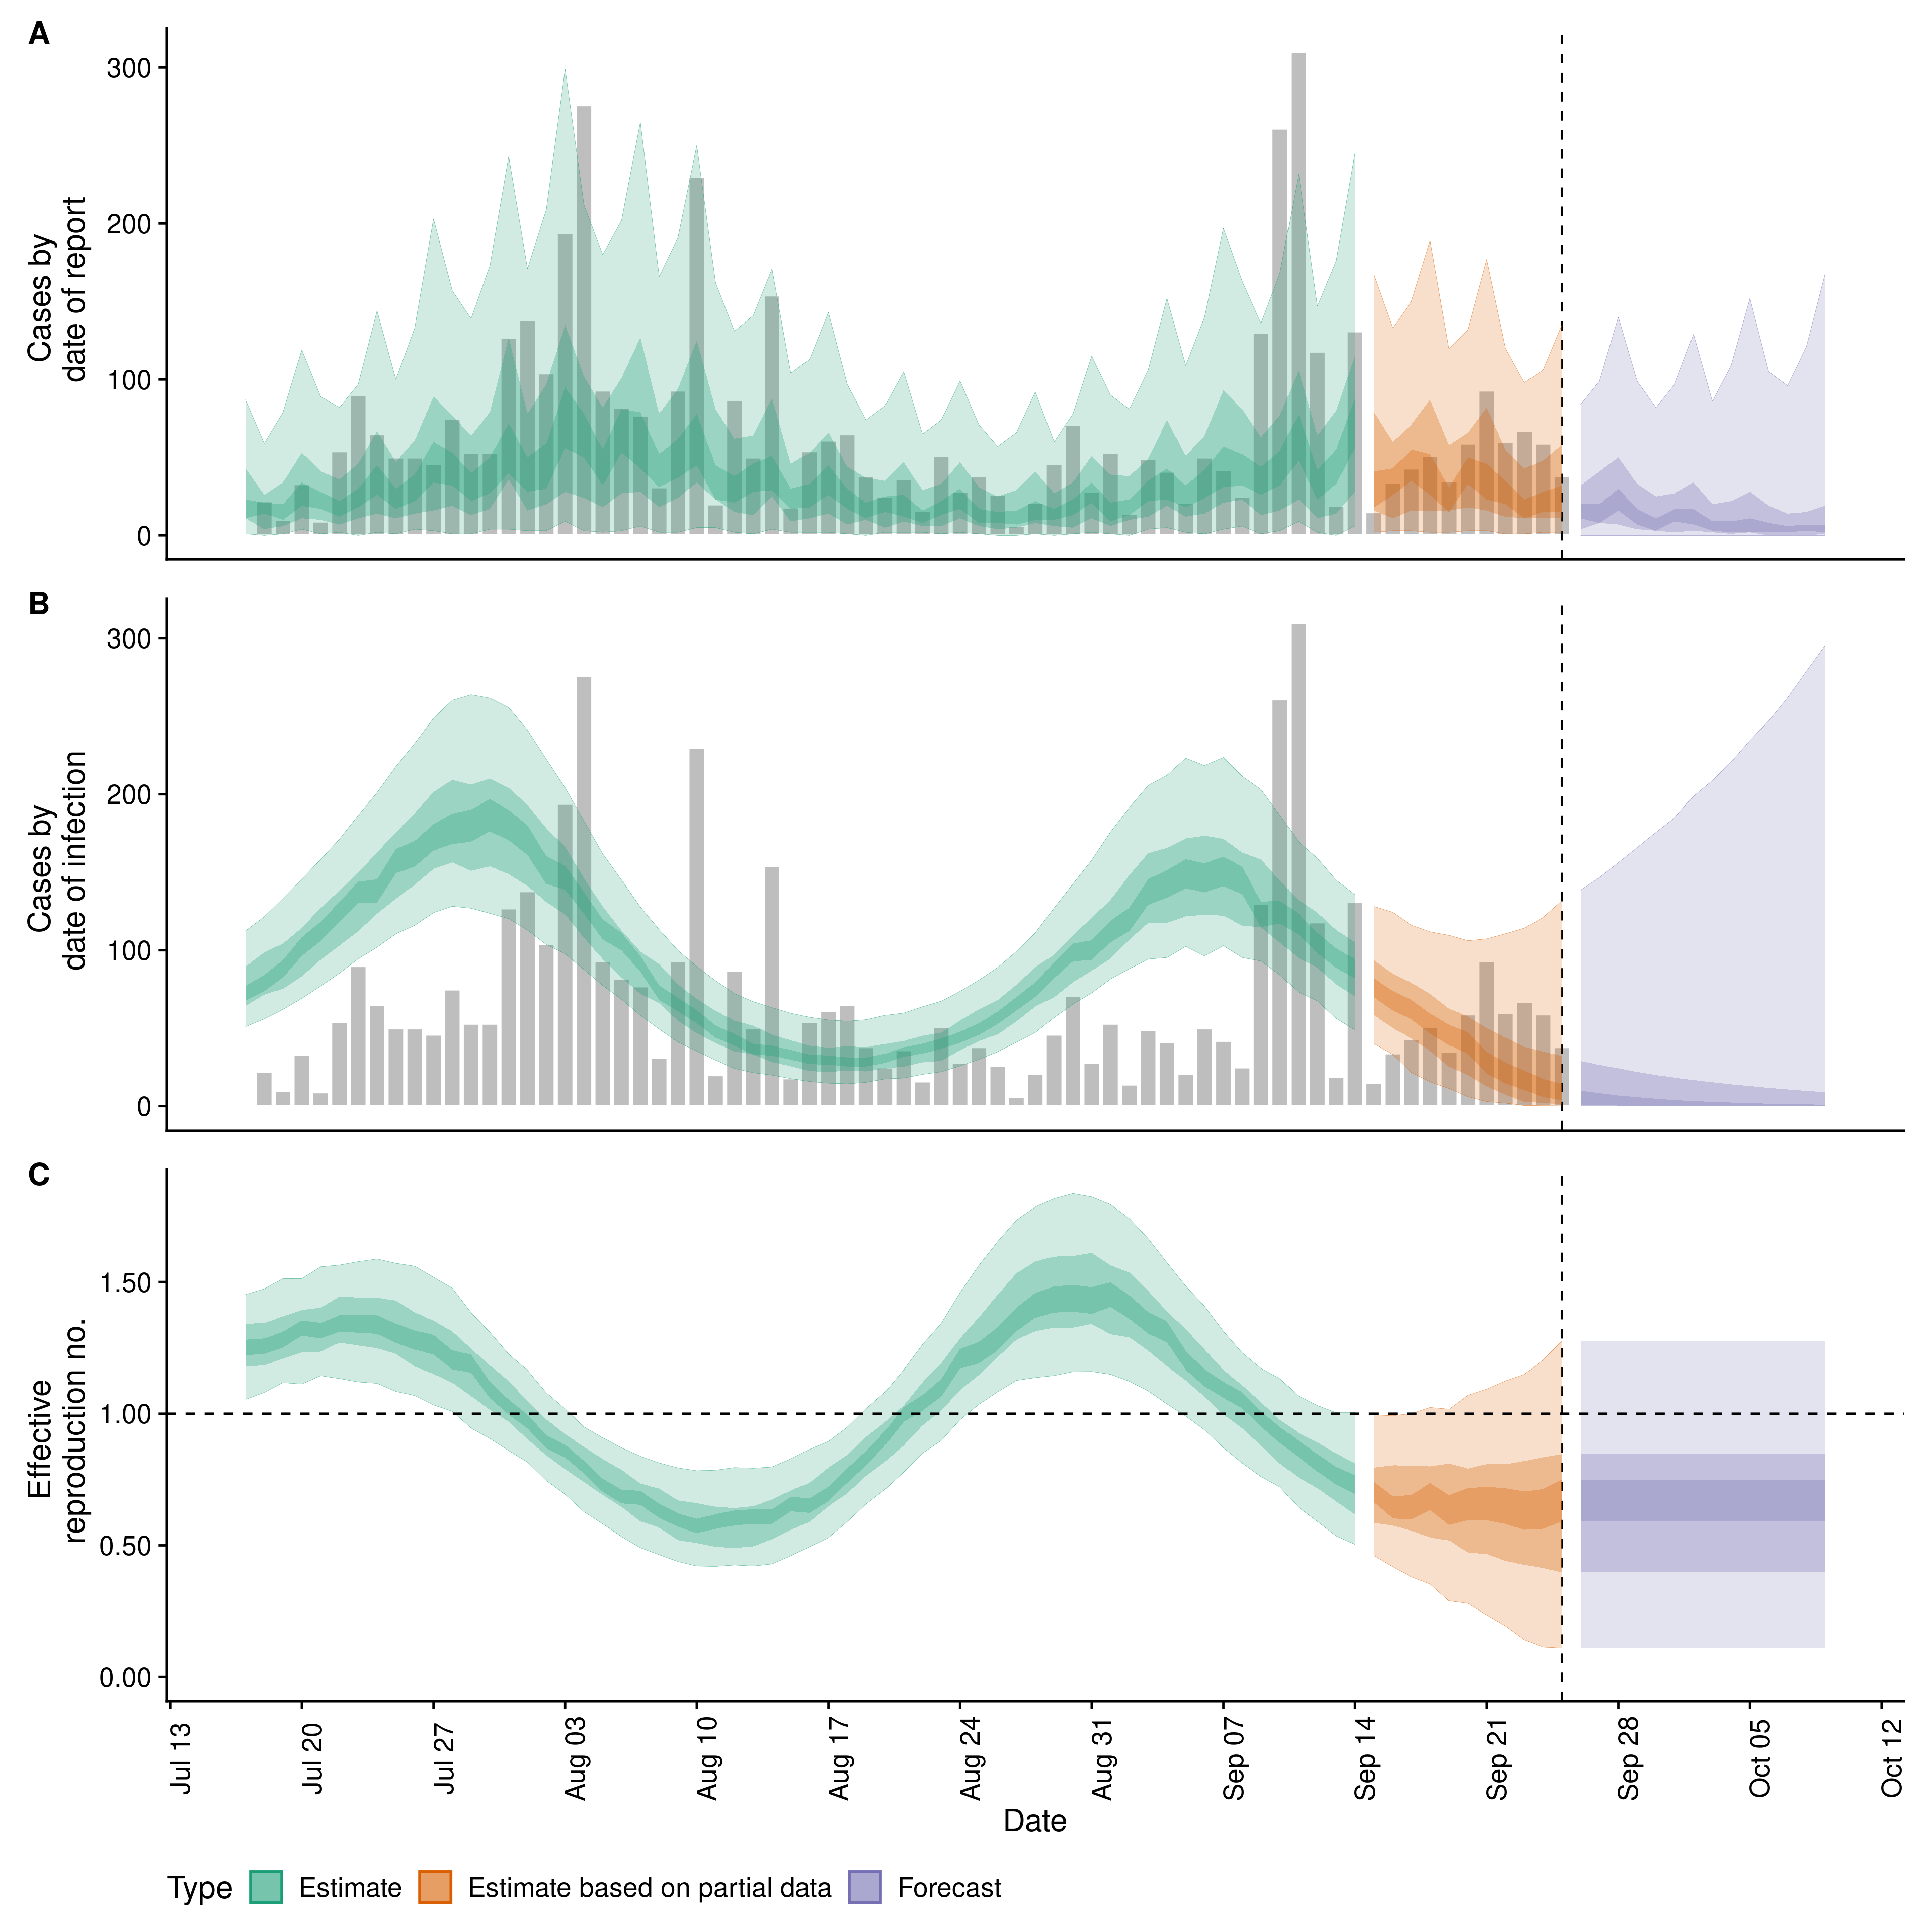 A
Cases by
date of report
300
200
100
0
B
Cases by
date of infection
300
200
100
0
C
Effective
reproduction no.
1.50
1.00
0.50
0.00
Jul 13
Jul 20
Jul 27
Aug 03
Aug 10
Aug 17
Aug 24
Aug 31
Sep 07
Sep 14
Sep 21
Sep 28
Oct 05
Oct 12
Date
Type Estimate Estimate based on partial data Forecast